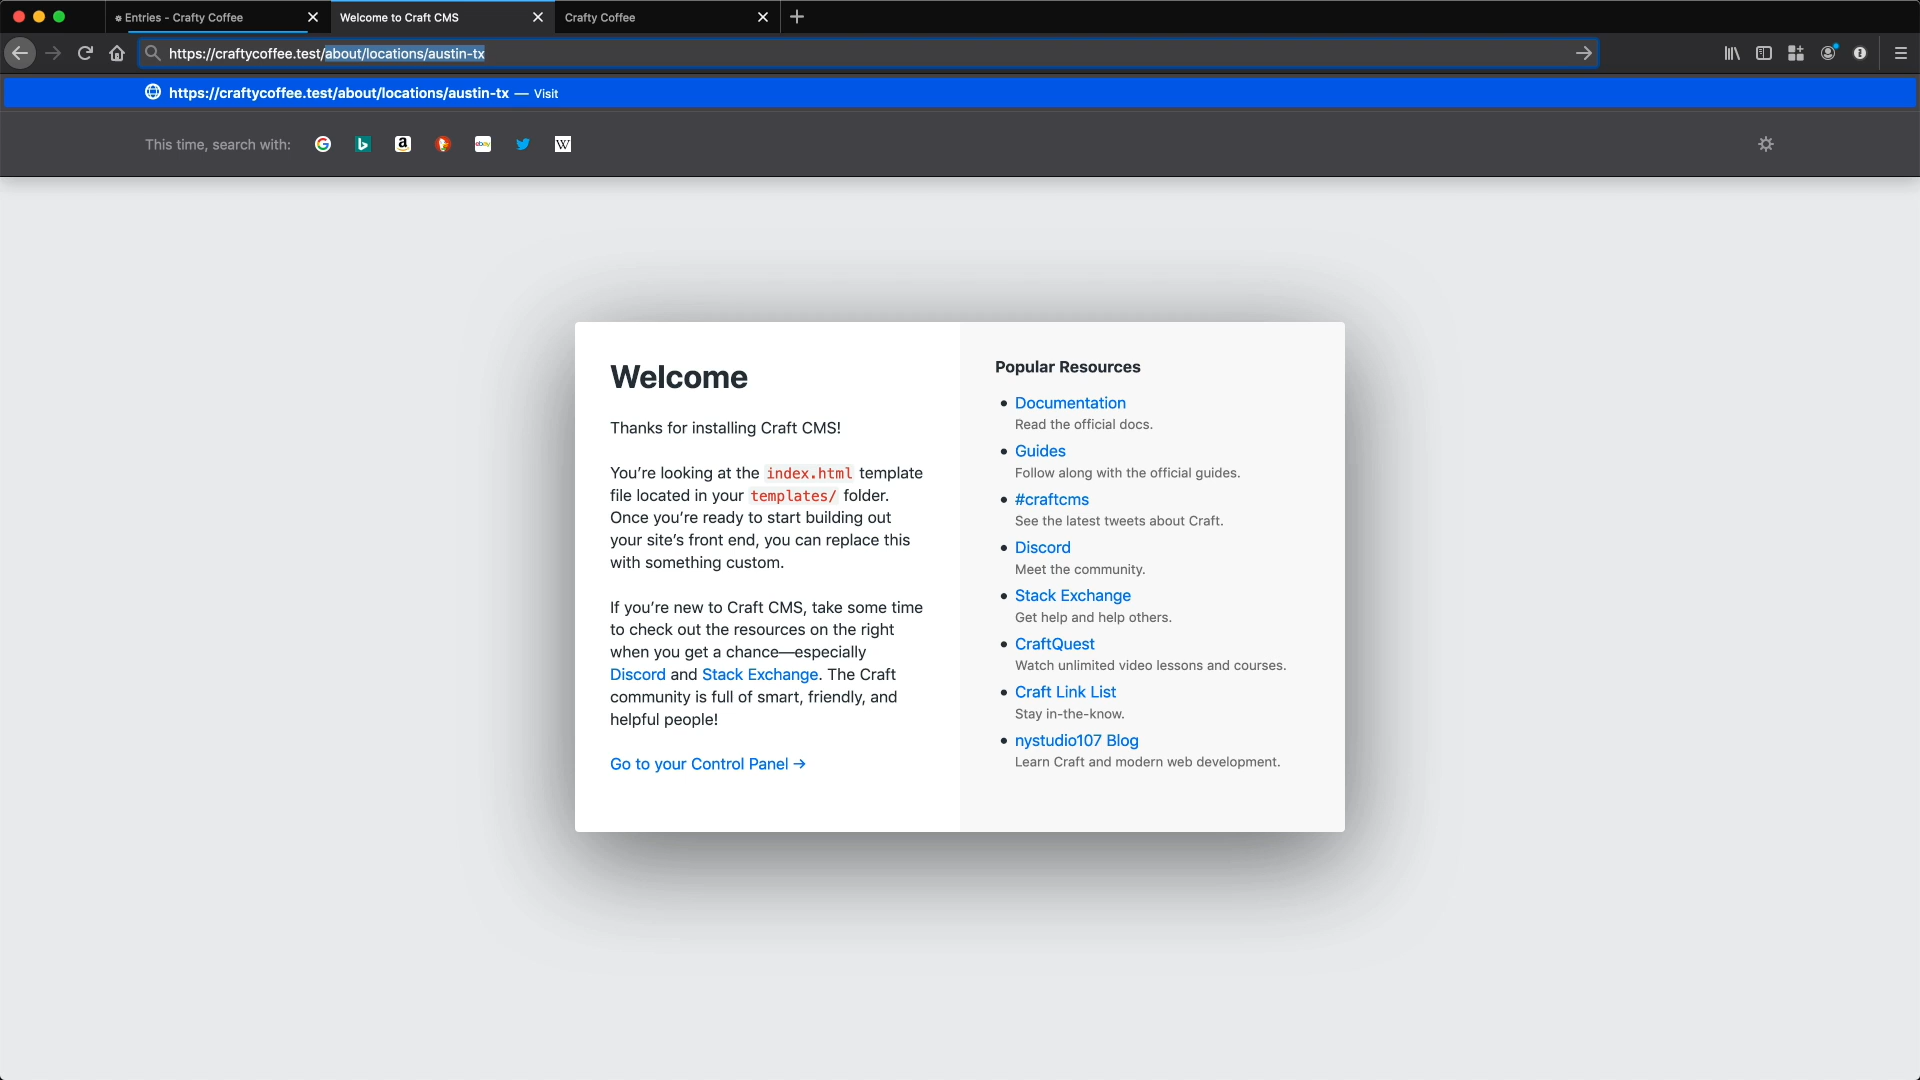 Entries - Crafty Coffee
Welcome to Craft CMS
Crafty Coffee
https://craftycoffee.test/about/locations/austin-tx
https://craftycoffee.test/about/locations/austin-tx — Visit
This time, search with:
G
b
a
ebay
W
Welcome
Thanks for installing Craft CMS!
You’re looking at the index.html template
file located in your templates/ folder.
Once you’re ready to start building out
your site’s front end, you can replace this
with something custom.
If you’re new to Craft CMS, take some time
to check out the resources on the right
when you get a chance—especially
Discord and Stack Exchange. The Craft
community is full of smart, friendly, and
helpful people!
Go to your Control Panel →
Popular Resources
• Documentation
Read the official docs.
• Guides
Follow along with the official guides.
• #craftcms
See the latest tweets about Craft.
• Discord
Meet the community.
• Stack Exchange
Get help and help others.
• CraftQuest
Watch unlimited video lessons and courses.
• Craft Link List
Stay in-the-know.
• nystudio107 Blog
Learn Craft and modern web development.